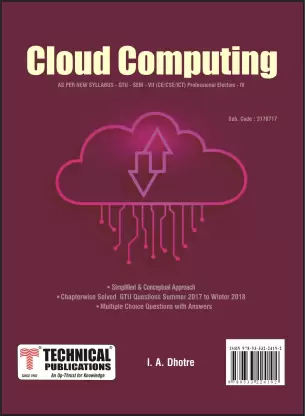 Cloud Computing
AS PER NEW SYLLABUS - GTU - SEM - VII (CE/CSE/ICT) Professional Elective - IV
Sub. Code : 3170717
• Simplified & Conceptual Approach
• Chapterwise Solved GTU Questions Summer 2017 to Winter 2018
• Multiple Choice Questions with Answers
T
SINCE 1993
TECHNICAL
PUBLICATIONS
An Up-Thrust for Knowledge
I. A. Dhotre